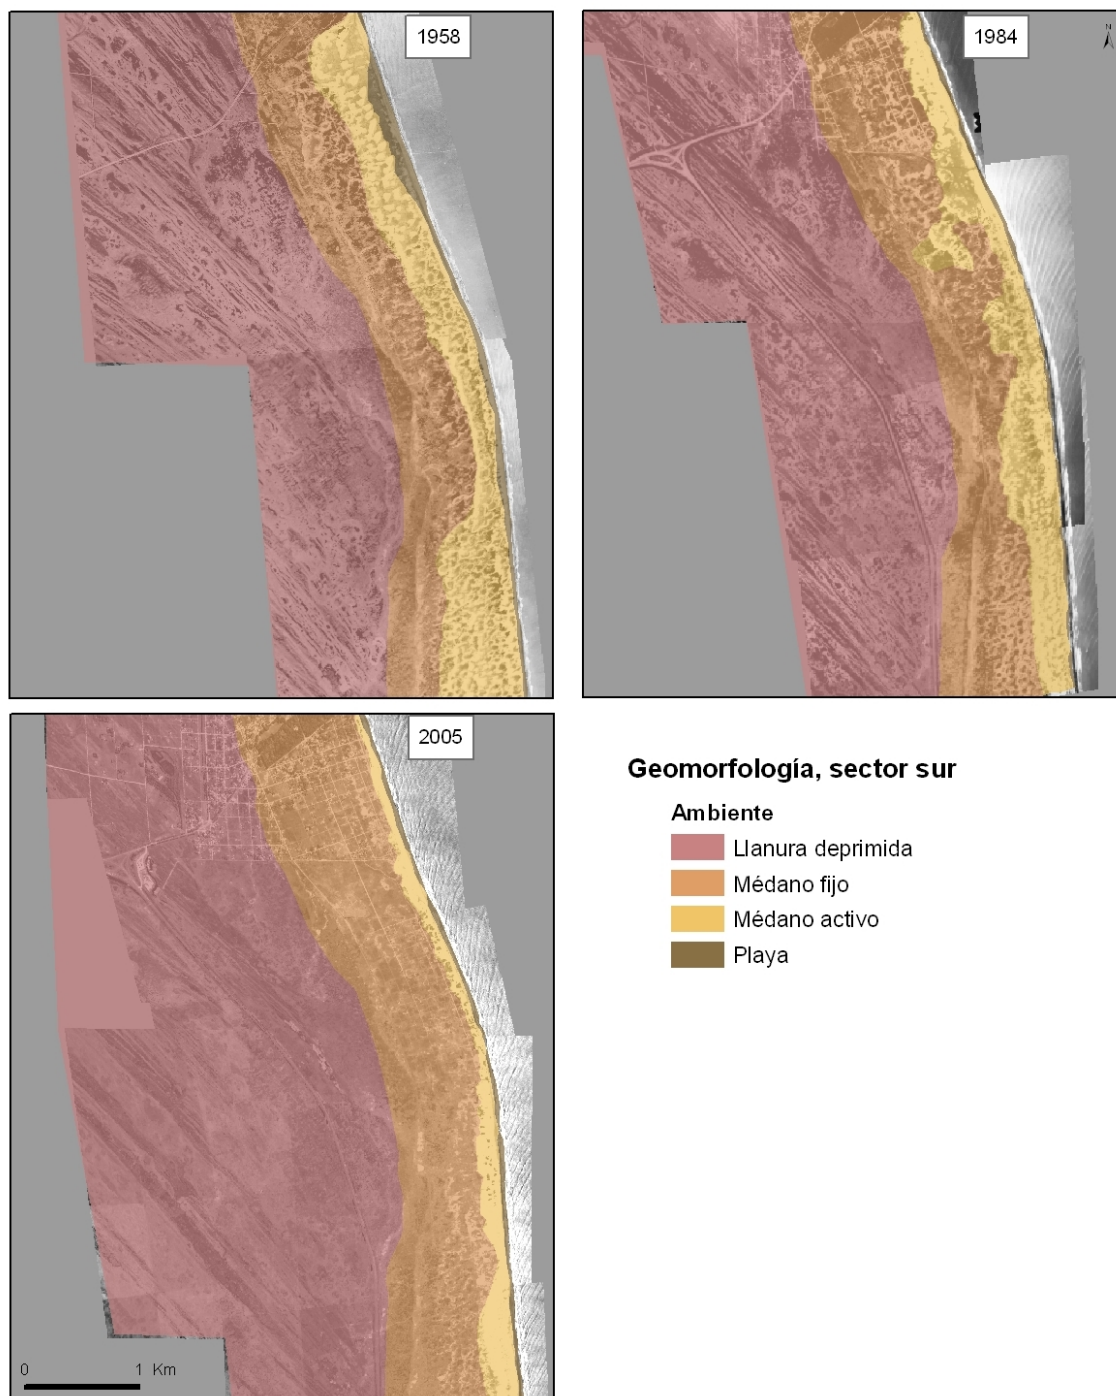 1958
1984
N
2005
Geomorfología, sector sur
Ambiente
Llanura deprimida
Médano fijo
Médano activo
Playa
0 1 Km